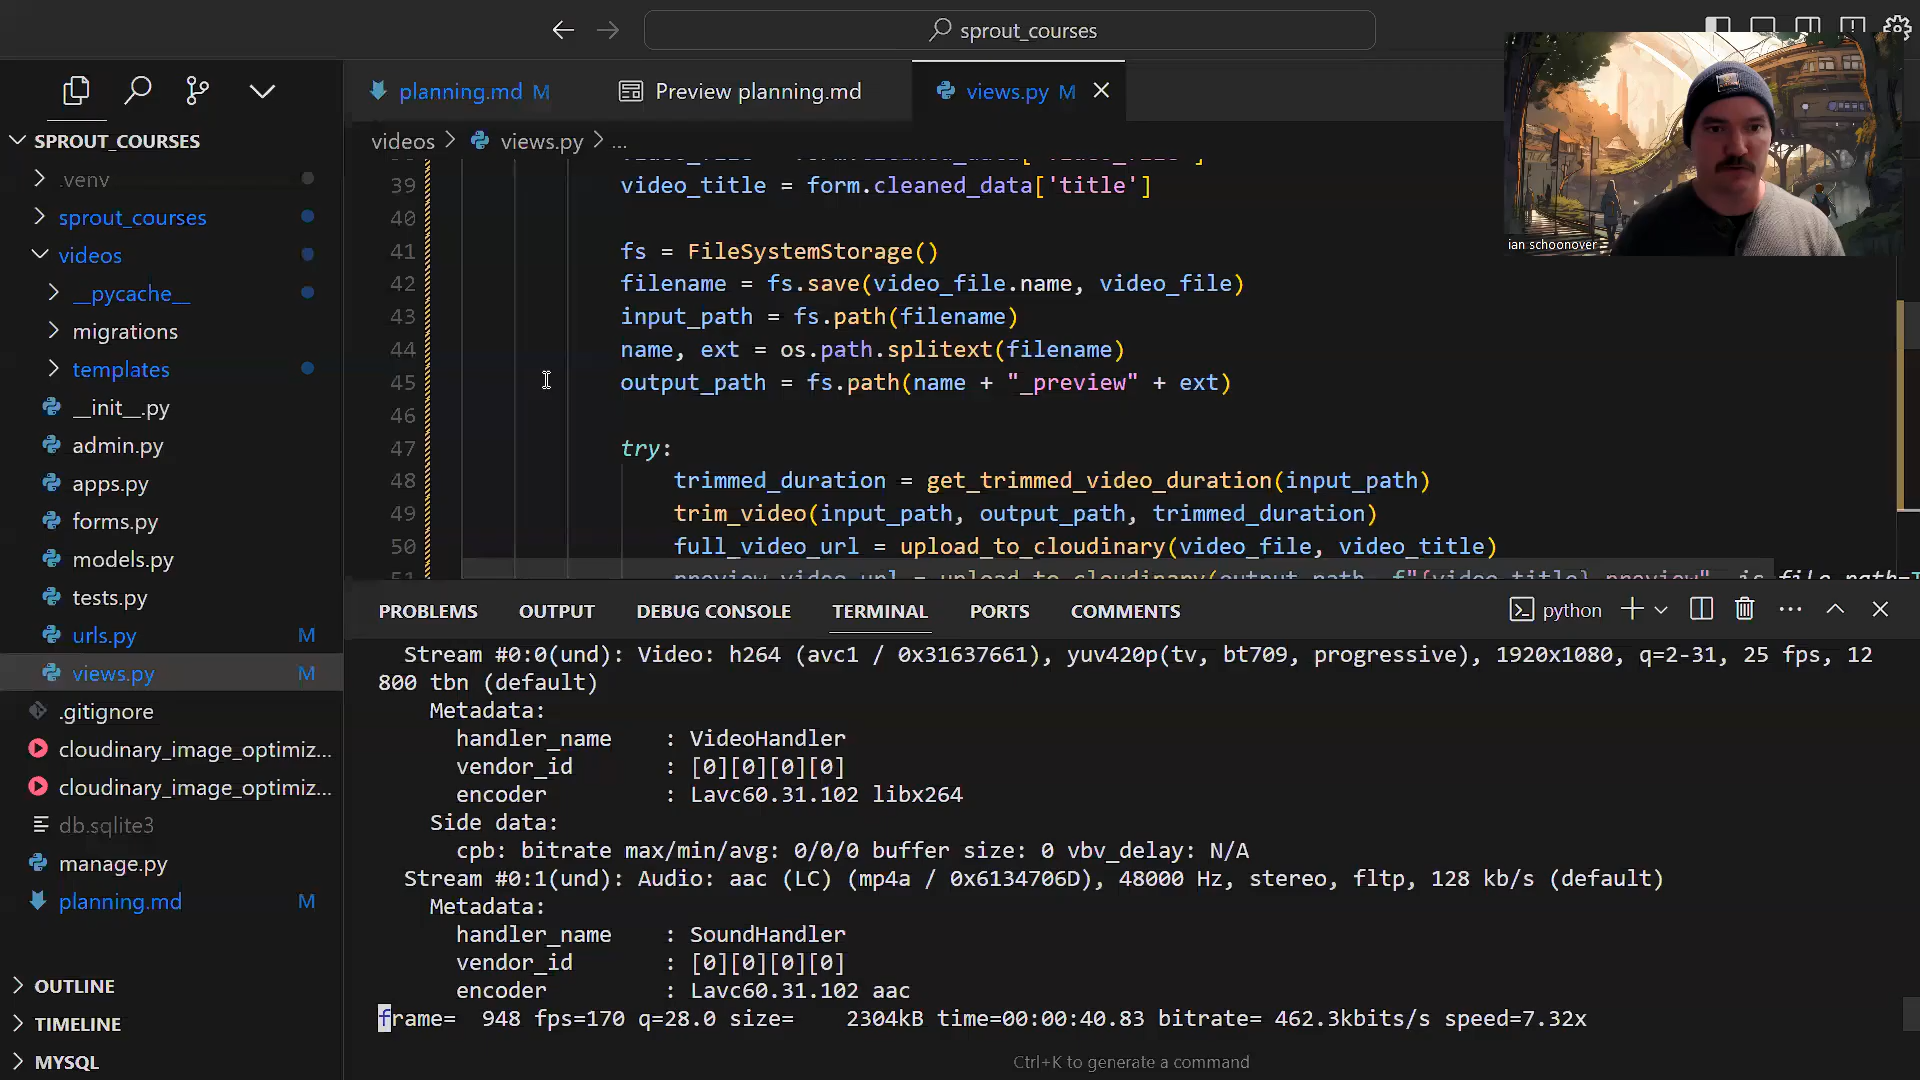 sprout_courses
planning.md M
Preview planning.md
views.py M
SPROUT_COURSES
.venv
sprout_courses
videos
__pycache__
migrations
templates
__init__.py
admin.py
apps.py
forms.py
models.py
tests.py
urls.py M
views.py M
.gitignore
cloudinary_image_optimiz...
cloudinary_image_optimiz...
db.sqlite3
manage.py
planning.md M
OUTLINE
TIMELINE
MYSQL
videos > views.py > ...
39 video_title = form.cleaned_data['title']
40
41 fs = FileSystemStorage()
42 filename = fs.save(video_file.name, video_file)
43 input_path = fs.path(filename)
44 name, ext = os.path.splitext(filename)
45 output_path = fs.path(name + "_preview" + ext)
46
47 try:
48 trimmed_duration = get_trimmed_video_duration(input_path)
49 trim_video(input_path, output_path, trimmed_duration)
50 full_video_url = upload_to_cloudinary(video_file, video_title)
ian schoonover
PROBLEMS OUTPUT DEBUG CONSOLE TERMINAL PORTS COMMENTS
python
Stream #0:0(und): Video: h264 (avc1 / 0x31637661), yuv420p(tv, bt709, progressive), 1920x1080, q=2-31, 25 fps, 12
800 tbn (default)
Metadata:
handler_name : VideoHandler
vendor_id : [0][0][0][0]
encoder : Lavc60.31.102 libx264
Side data:
cpb: bitrate max/min/avg: 0/0/0 buffer size: 0 vbv_delay: N/A
Stream #0:1(und): Audio: aac (LC) (mp4a / 0x6134706D), 48000 Hz, stereo, fltp, 128 kb/s (default)
Metadata:
handler_name : SoundHandler
vendor_id : [0][0][0][0]
encoder : Lavc60.31.102 aac
frame= 948 fps=170 q=28.0 size= 2304kB time=00:00:40.83 bitrate= 462.3kbits/s speed=7.32x
Ctrl+K to generate a command